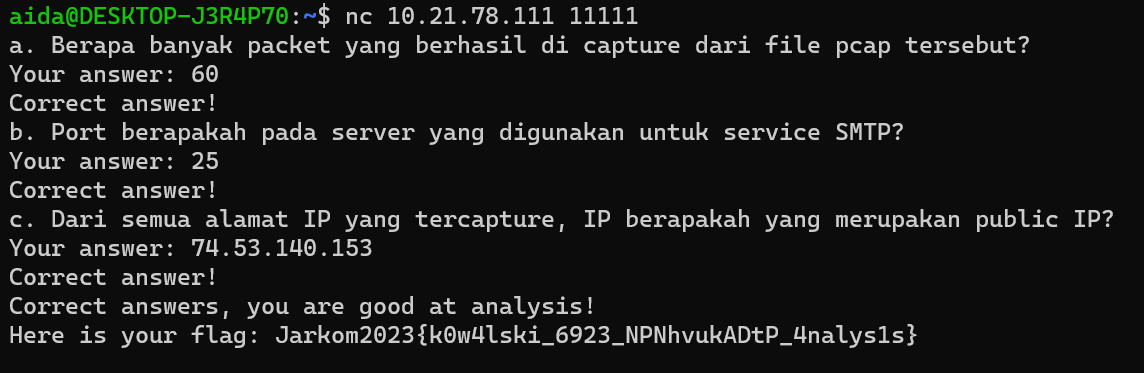 aida@DESKTOP-J3R4P70:~$ nc 10.21.78.111 11111
a. Berapa banyak packet yang berhasil di capture dari file pcap tersebut?
Your answer: 60
Correct answer!
b. Port berapakah pada server yang digunakan untuk service SMTP?
Your answer: 25
Correct answer!
c. Dari semua alamat IP yang tercapture, IP berapakah yang merupakan public IP?
Your answer: 74.53.140.153
Correct answer!
Correct answers, you are good at analysis!
Here is your flag: Jarkom2023{k0w4lski_6923_NPNhvukADtP_4nalys1s}